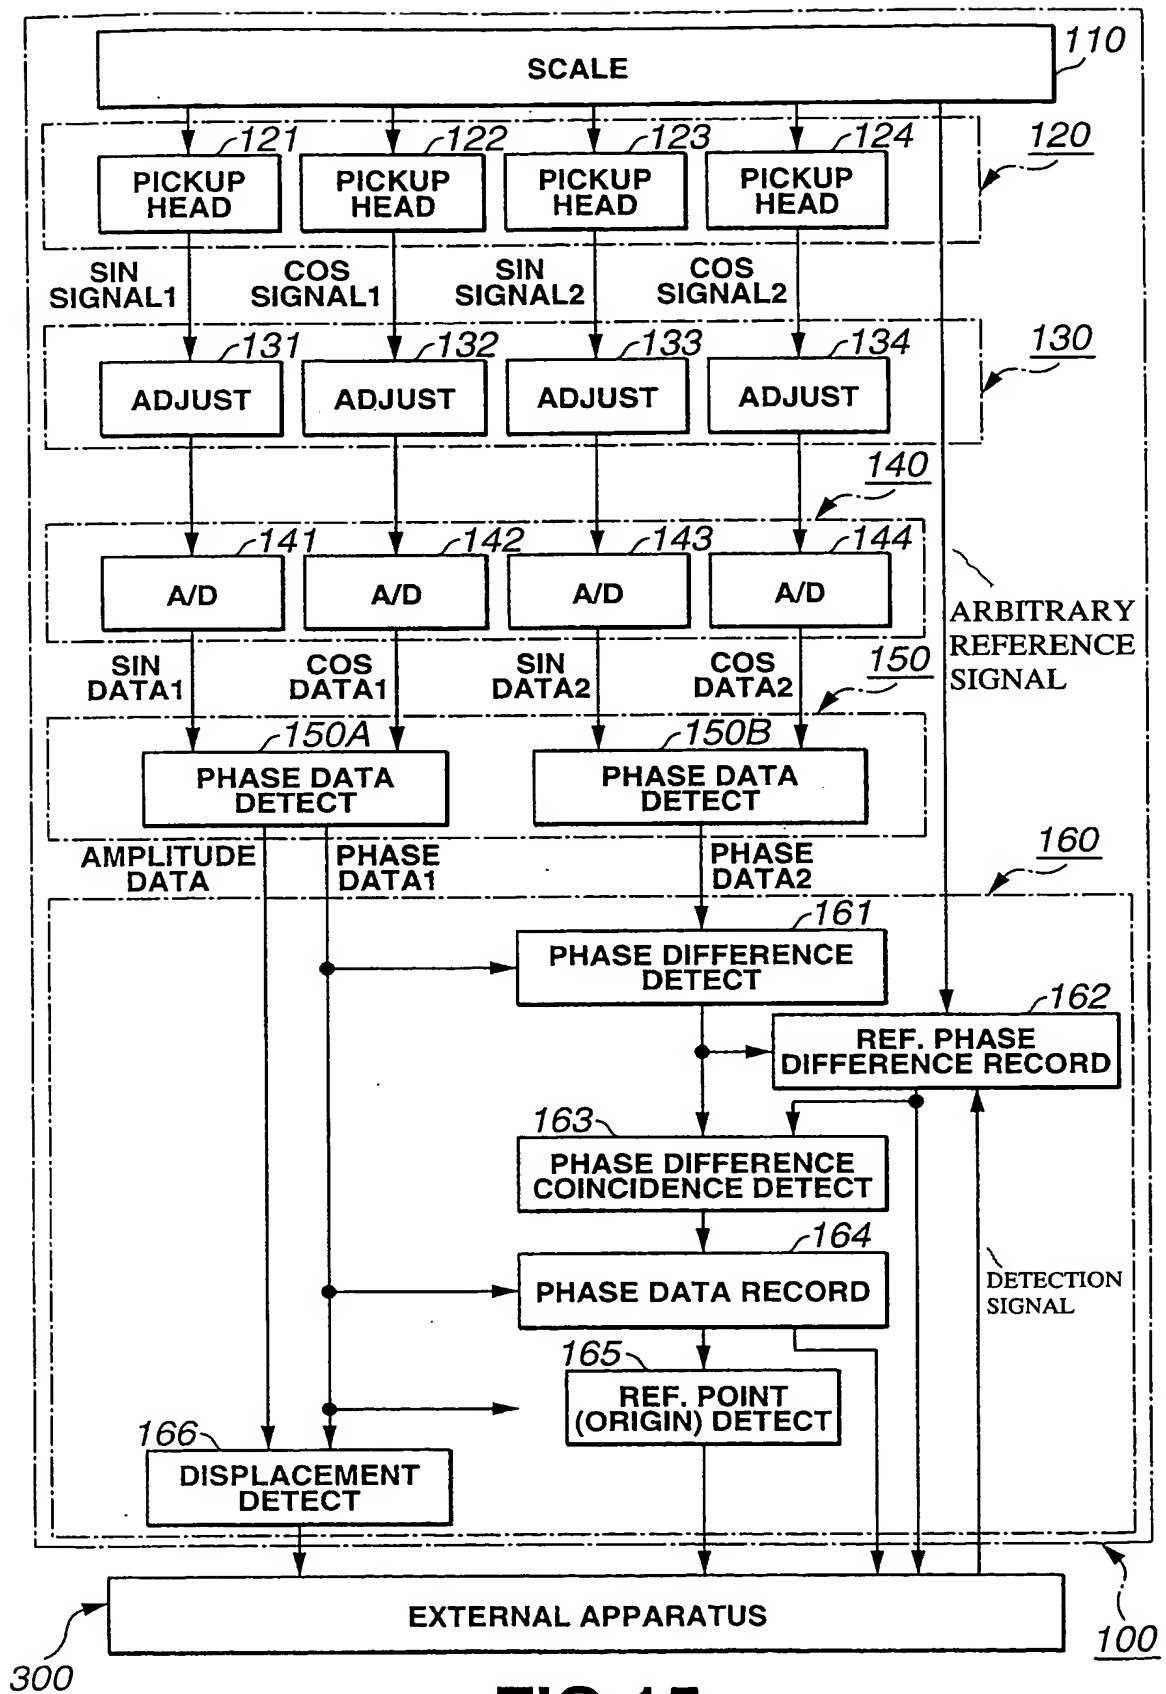 SCALE
110
120
121
122
123
124
PICKUP
HEAD
PICKUP
HEAD
PICKUP
HEAD
PICKUP
HEAD
SIN
SIGNAL1
COS
SIGNAL1
SIN
SIGNAL2
COS
SIGNAL2
130
131
132
133
134
ADJUST
ADJUST
ADJUST
ADJUST
140
141
142
143
144
A/D
A/D
A/D
A/D
ARBITRARY
REFERENCE
SIGNAL
SIN
DATA1
COS
DATA1
SIN
DATA2
COS
DATA2
150
150A
150B
PHASE DATA
DETECT
PHASE DATA
DETECT
AMPLITUDE
DATA
PHASE
DATA1
PHASE
DATA2
160
161
PHASE DIFFERENCE
DETECT
162
REF. PHASE
DIFFERENCE RECORD
163
PHASE DIFFERENCE
COINCIDENCE DETECT
164
PHASE DATA RECORD
DETECTION
SIGNAL
165
REF. POINT
(ORIGIN) DETECT
166
DISPLACEMENT
DETECT
EXTERNAL APPARATUS
100
300
FIG.15